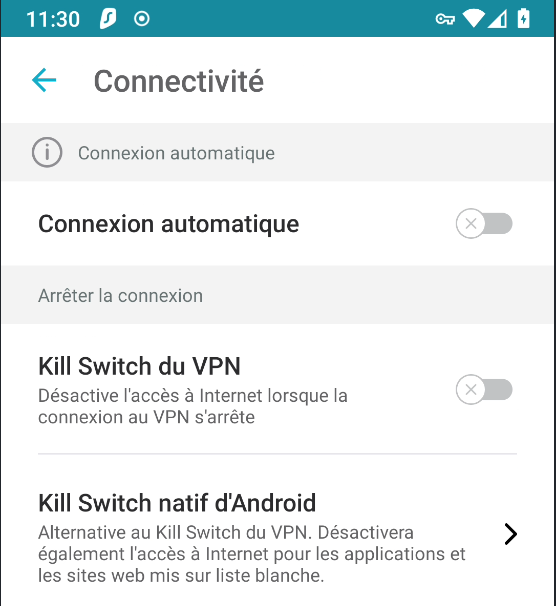 11:30
Connectivité
Connexion automatique
Connexion automatique
Arrêter la connexion
Kill Switch du VPN
Désactive l'accès à Internet lorsque la
connexion au VPN s'arrête
Kill Switch natif d'Android
Alternative au Kill Switch du VPN. Désactivera
également l'accès à Internet pour les applications et
les sites web mis sur liste blanche.